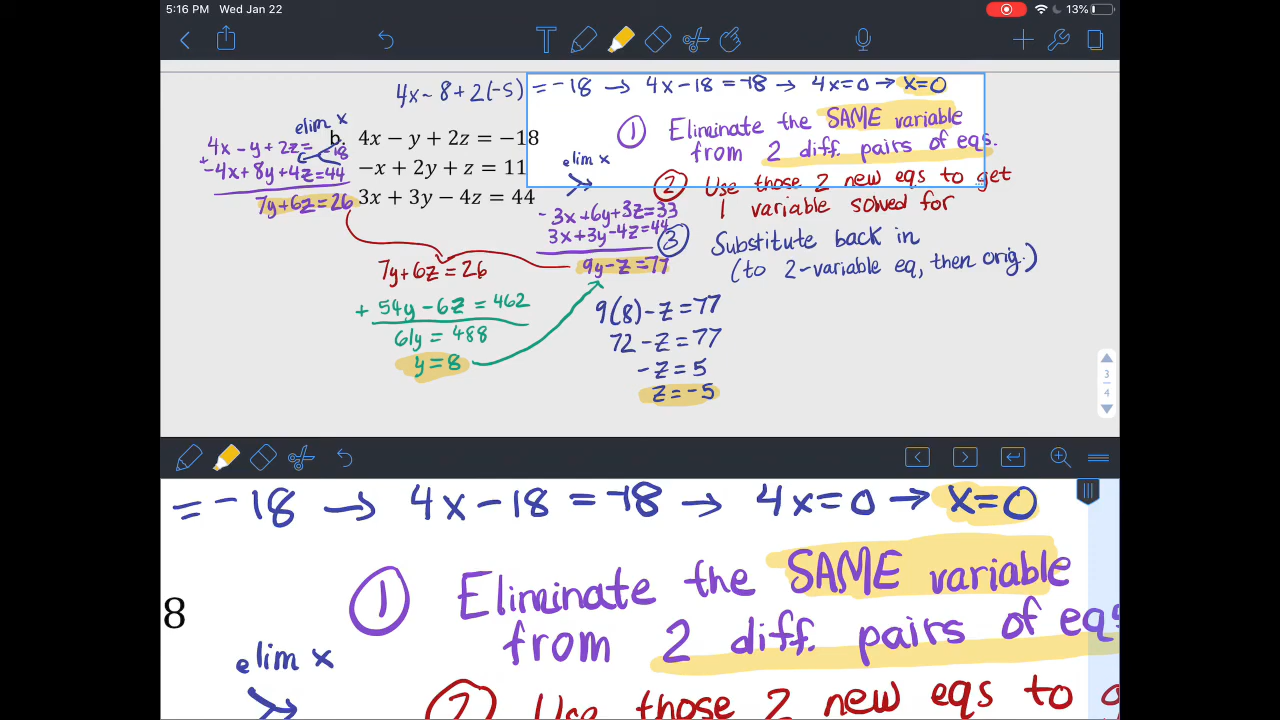 5:16 PM Wed Jan 22
13%
T
4x - 8 + 2(-5) = -18 → 4x - 18 = -18 → 4x = 0 → x = 0
elim x
b. 4x − y + 2z = −18
−x + 2y + z = 11
3x + 3y − 4z = 44
4x - y + 2z = -18
+ -4x + 8y + 4z = 44
7y + 6z = 26
① Eliminate the SAME variable
from 2 diff. pairs of eqs.
elim x
② Use those 2 new eqs to get
1 variable solved for
-3x + 6y + 3z = 33
3x + 3y - 4z = 44
9y - z = 77
③ Substitute back in
(to 2-variable eq, then orig.)
7y + 6z = 26
+ 54y - 6z = 462
61y = 488
y = 8
9(8) - z = 77
72 - z = 77
-z = 5
z = -5
3
4
= -18 → 4x - 18 = -18 → 4x = 0 → x = 0
① Eliminate the SAME variable
8
from 2 diff. pairs of eqs
elim x
② Use those 2 new eqs to g